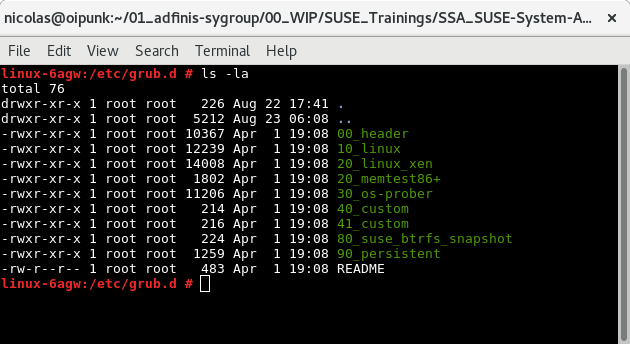 nicolas@oipunk:~/01_adfinis-sygroup/00_WIP/SUSE_Trainings/SSA_SUSE-System-A...
File Edit View Search Terminal Help
linux-6agw:/etc/grub.d # ls -la
total 76
drwxr-xr-x 1 root root   226 Aug 22 17:41 .
drwxr-xr-x 1 root root  5212 Aug 23 06:08 ..
-rwxr-xr-x 1 root root 10367 Apr  1 19:08 00_header
-rwxr-xr-x 1 root root 12239 Apr  1 19:08 10_linux
-rwxr-xr-x 1 root root 14008 Apr  1 19:08 20_linux_xen
-rwxr-xr-x 1 root root  1802 Apr  1 19:08 20_memtest86+
-rwxr-xr-x 1 root root 11206 Apr  1 19:08 30_os-prober
-rwxr-xr-x 1 root root   214 Apr  1 19:08 40_custom
-rwxr-xr-x 1 root root   216 Apr  1 19:08 41_custom
-rwxr-xr-x 1 root root   224 Apr  1 19:08 80_suse_btrfs_snapshot
-rwxr-xr-x 1 root root  1259 Apr  1 19:08 90_persistent
-rw-r--r-- 1 root root   483 Apr  1 19:08 README
linux-6agw:/etc/grub.d #